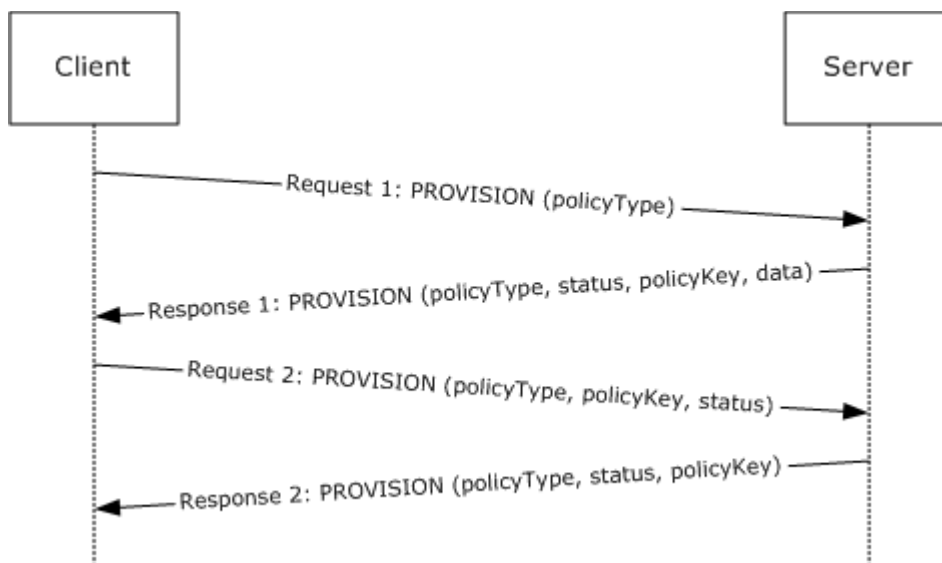 Client
Server
Request 1: PROVISION (policyType)
Response 1: PROVISION (policyType, status, policyKey, data)
Request 2: PROVISION (policyType, policyKey, status)
Response 2: PROVISION (policyType, status, policyKey)